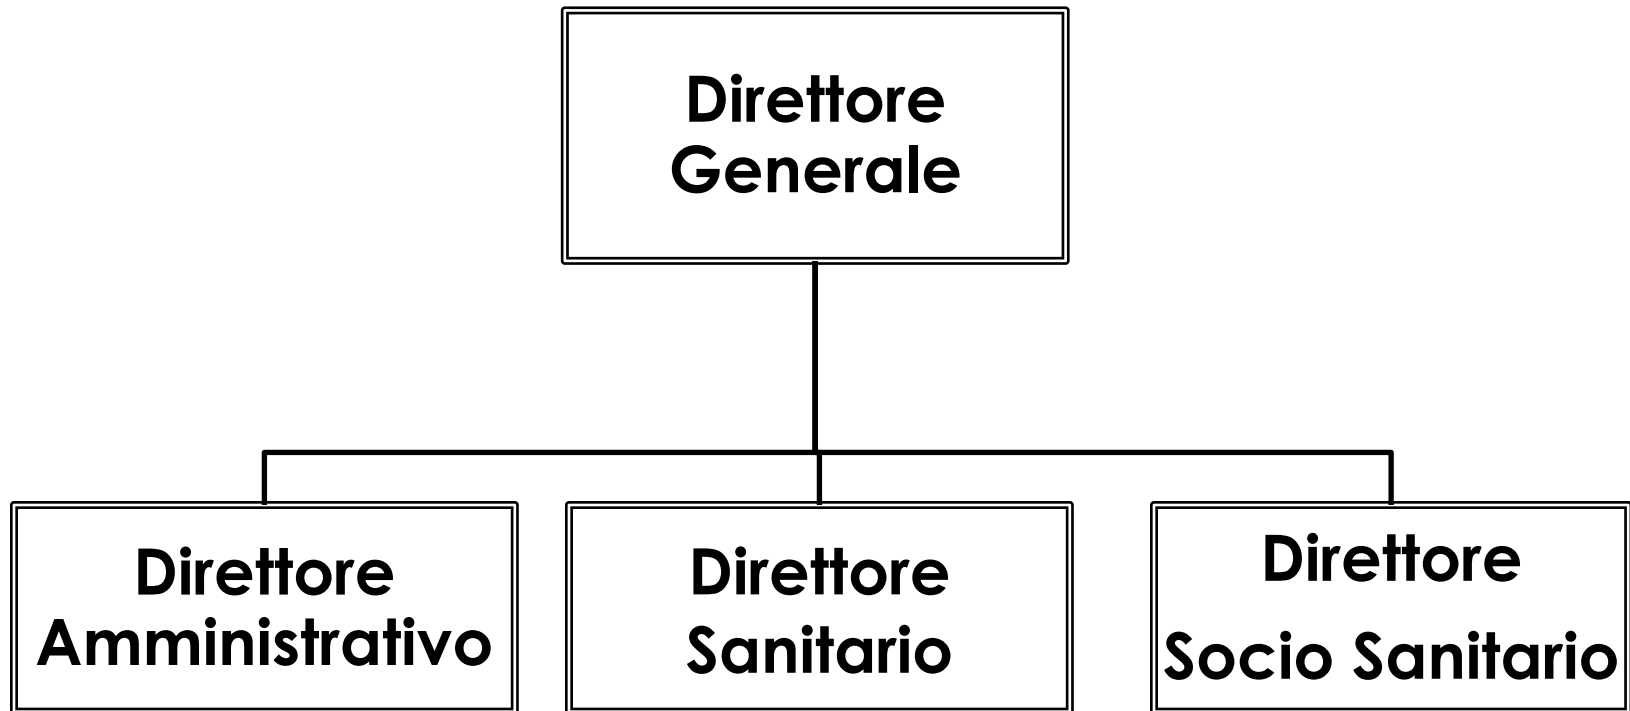 Direttore
Generale
Direttore
Amministrativo
Direttore
Sanitario
Direttore
Socio Sanitario